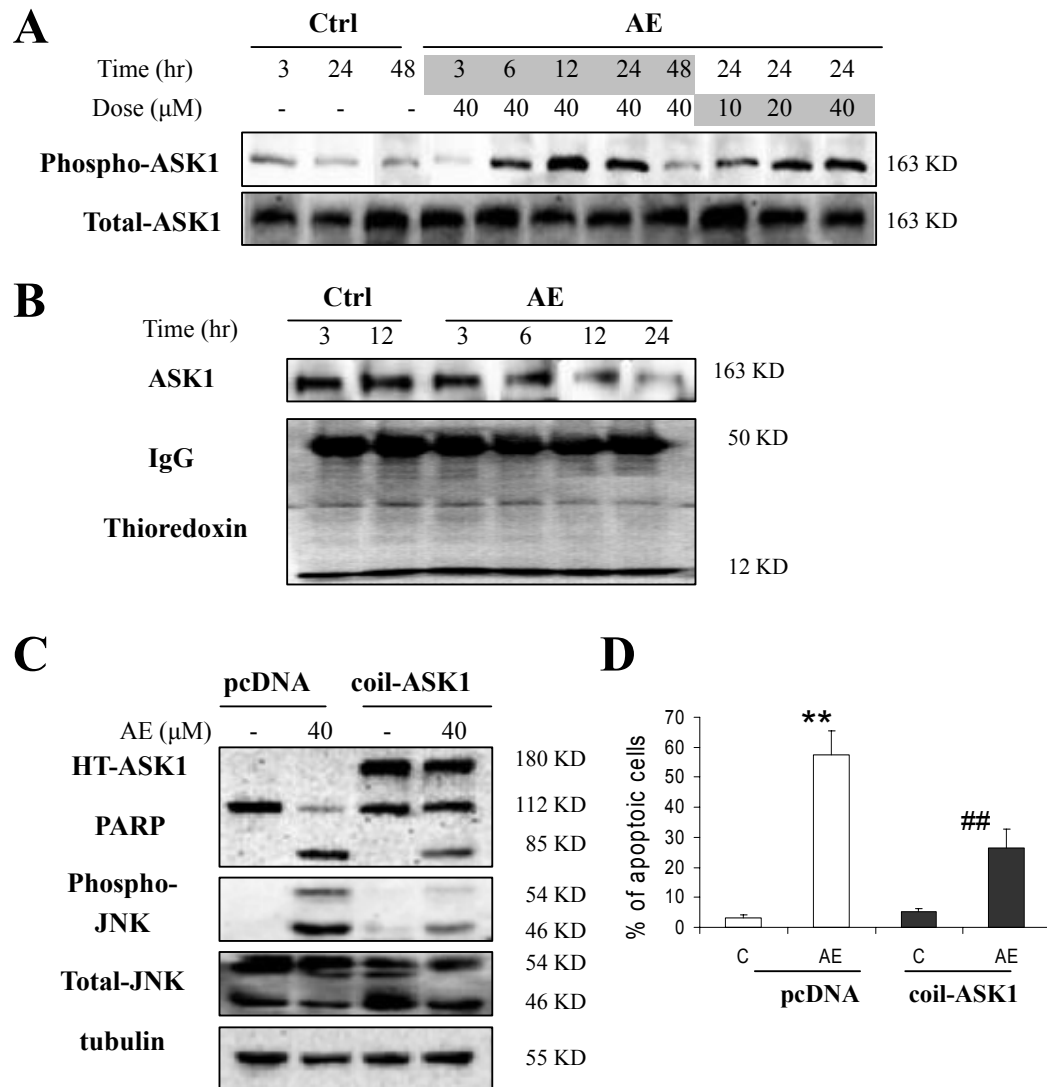 A
Ctrl AE
Time (hr) 3 24 48 3 6 12 24 48 24 24 24
Dose (μM) - - - 40 40 40 40 40 10 20 40
Phospho-ASK1 163 KD
Total-ASK1 163 KD
B
Ctrl AE
Time (hr) 3 12 3 6 12 24
ASK1 163 KD
IgG 50 KD
Thioredoxin
12 KD
C
pcDNA coil-ASK1
AE (μM) - 40 - 40
HT-ASK1 180 KD
112 KD
PARP
85 KD
Phospho-
JNK
54 KD
46 KD
Total-JNK 54 KD
46 KD
tubulin 55 KD
D
% of apoptoic cells
70
60
50
40
30
20
10
0
**
##
C AE C AE
pcDNA coil-ASK1